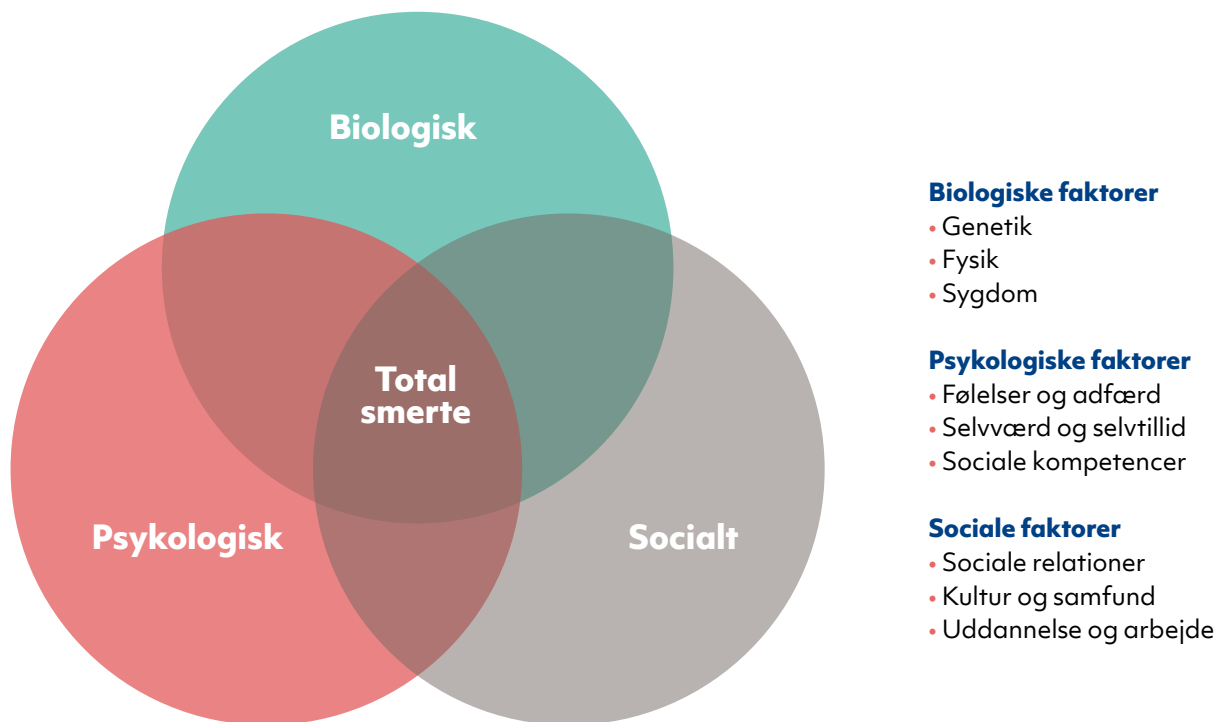 Biologisk
Total
smerte
Psykologisk
Socialt
Biologiske faktorer
• Genetik
• Fysik
• Sygdom
Psykologiske faktorer
• Følelser og adfærd
• Selvværd og selvtillid
• Sociale kompetencer
Sociale faktorer
• Sociale relationer
• Kultur og samfund
• Uddannelse og arbejde